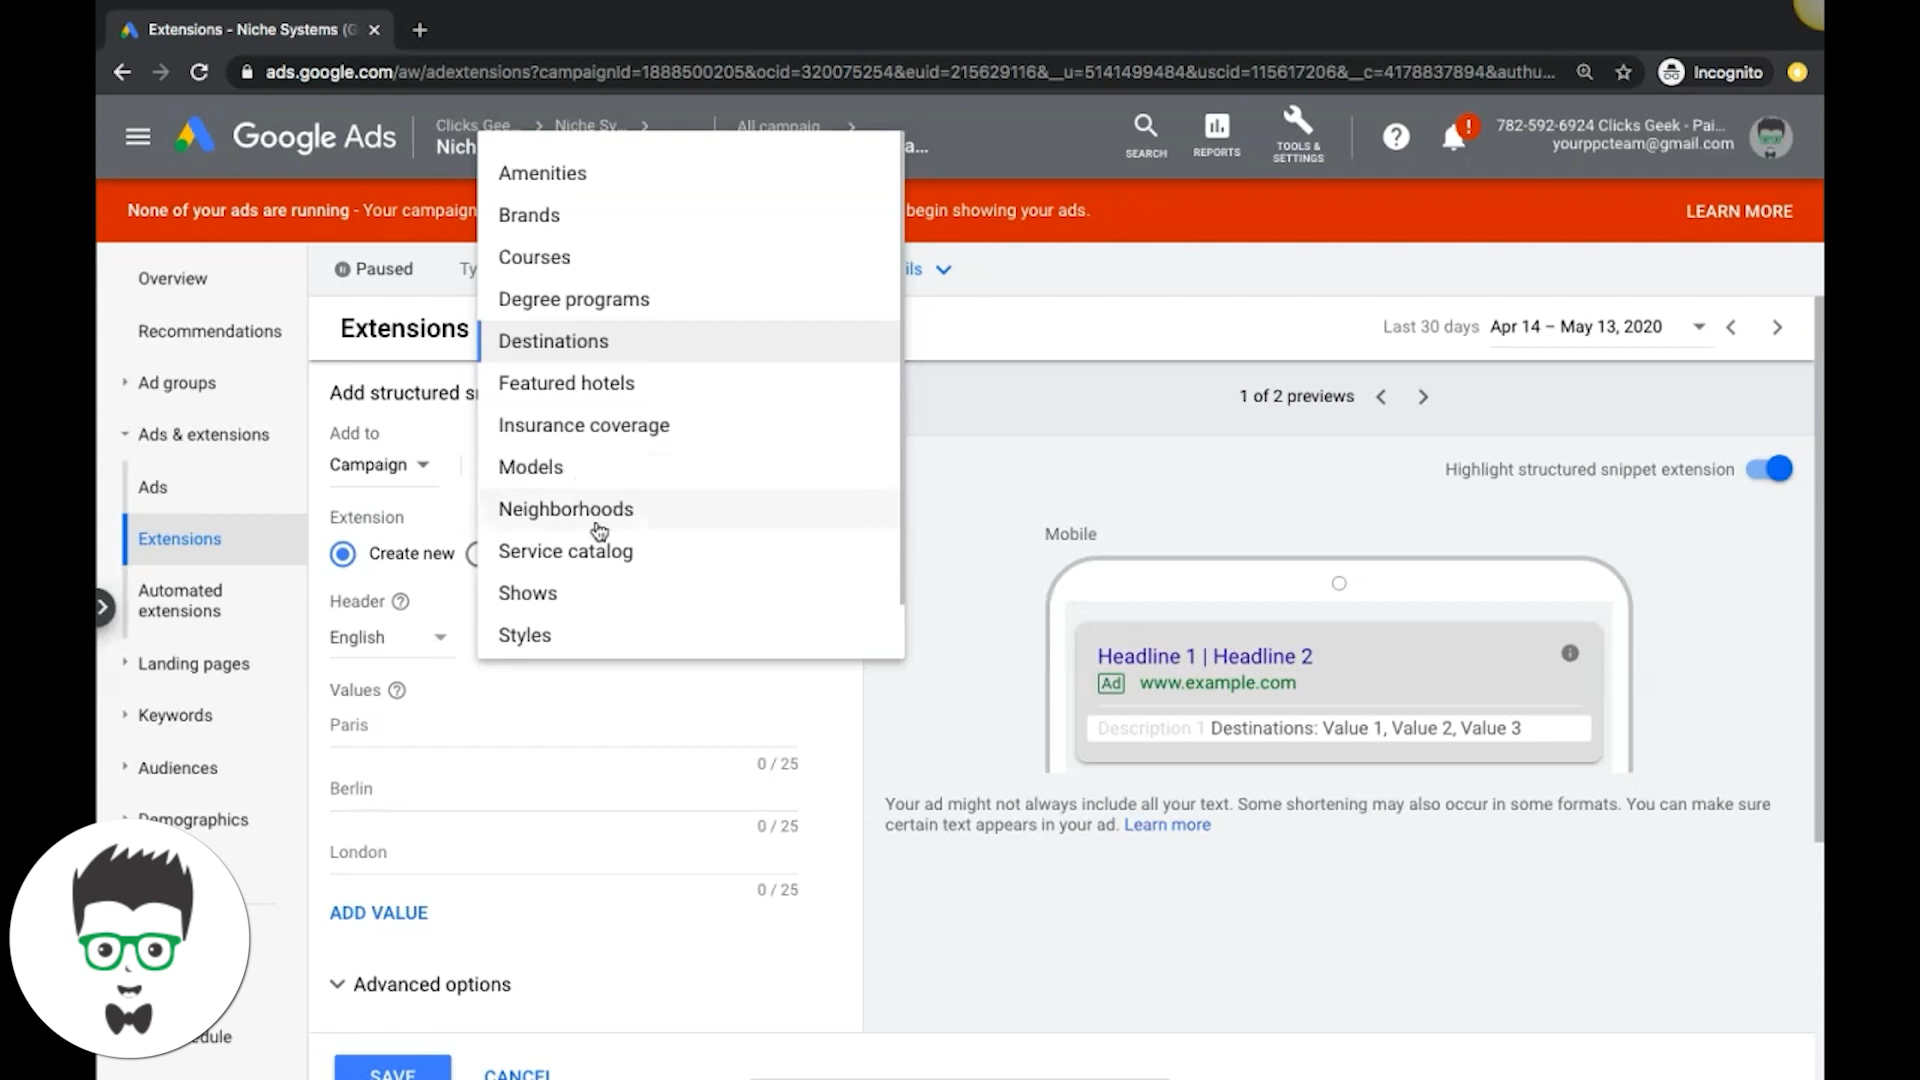 Extensions - Niche Systems (G
ads.google.com/aw/adextensions?campaignId=1888500205&ocid=320075254&euid=215629116&__u=5141499484&uscid=115617206&__c=4178837894&authu...
Incognito
Google Ads
Clicks Gee... > Niche Sy... >
Nich
All campaig >
a...
SEARCH
REPORTS
TOOLS &
SETTINGS
782-592-6924 Clicks Geek - Pai...
yourppcteam@gmail.com
None of your ads are running - Your campaign
begin showing your ads.
LEARN MORE
Overview
Recommendations
Ad groups
Ads & extensions
Ads
Extensions
Automated
extensions
Landing pages
Keywords
Audiences
Demographics
edule
Paused
Ty
ils
Extensions
Last 30 days Apr 14 – May 13, 2020
Add structured s
Add to
Campaign
Extension
Create new
Header
English
Amenities
Brands
Courses
Degree programs
Destinations
Featured hotels
Insurance coverage
Models
Neighborhoods
Service catalog
Shows
Styles
Values
Paris
0 / 25
Berlin
0 / 25
London
0 / 25
ADD VALUE
Advanced options
SAVE
CANCEL
1 of 2 previews
Highlight structured snippet extension
Mobile
Headline 1 | Headline 2
Ad www.example.com
Description 1 Destinations: Value 1, Value 2, Value 3
Your ad might not always include all your text. Some shortening may also occur in some formats. You can make sure
certain text appears in your ad. Learn more